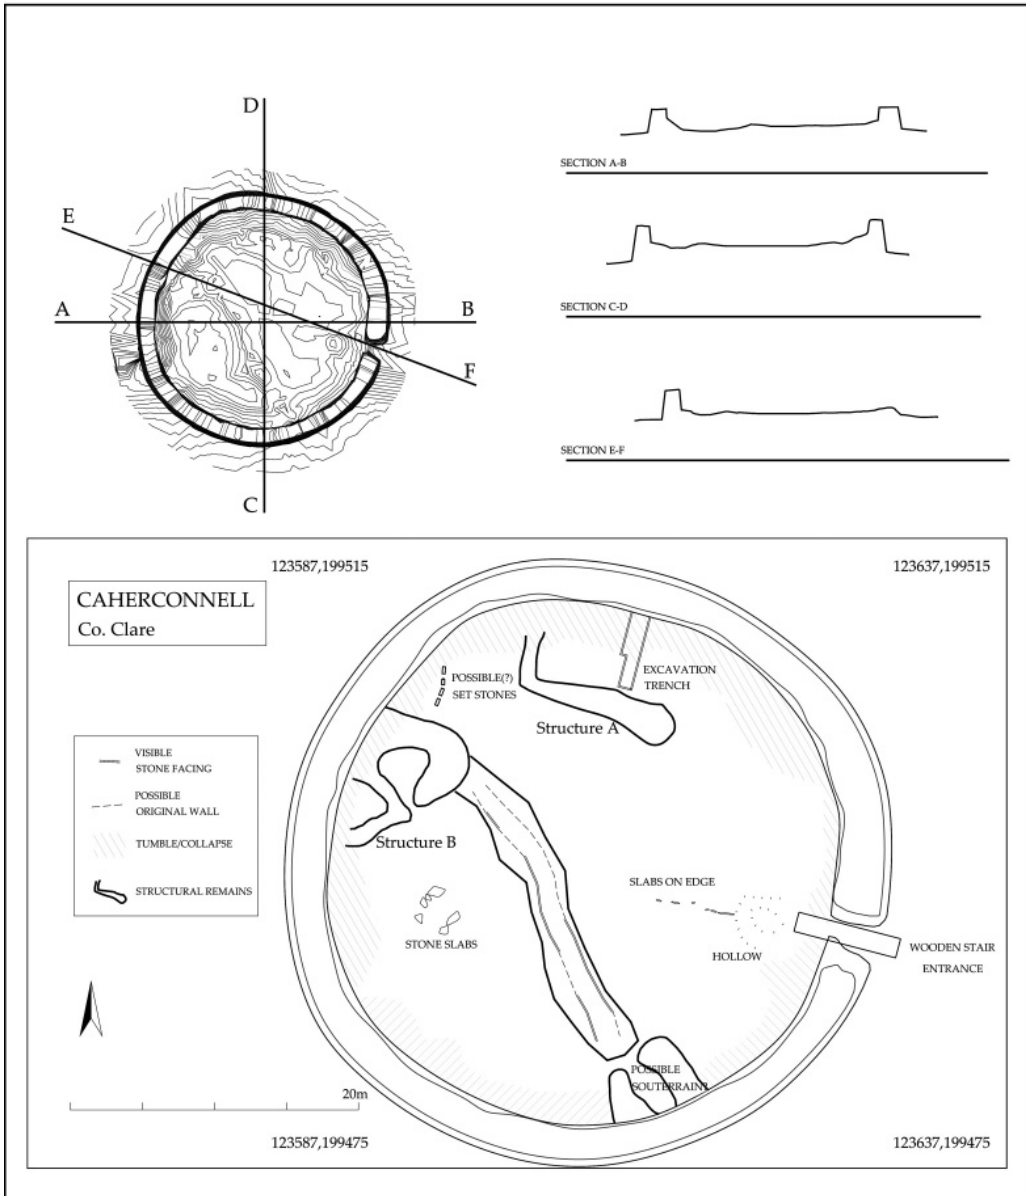 D
E
A
B
F
C
SECTION A-B
SECTION C-D
SECTION E-F
123587,199515
123637,199515
CAHERCONNELL
Co. Clare
EXCAVATION
TRENCH
POSSIBLE(?)
SET STONES
Structure A
VISIBLE
STONE FACING
POSSIBLE
ORIGINAL WALL
TUMBLE/COLLAPSE
STRUCTURAL REMAINS
Structure B
SLABS ON EDGE
STONE SLABS
HOLLOW
WOODEN STAIR
ENTRANCE
POSSIBLE
SOUTERRAIN?
20m
123587,199475
123637,199475